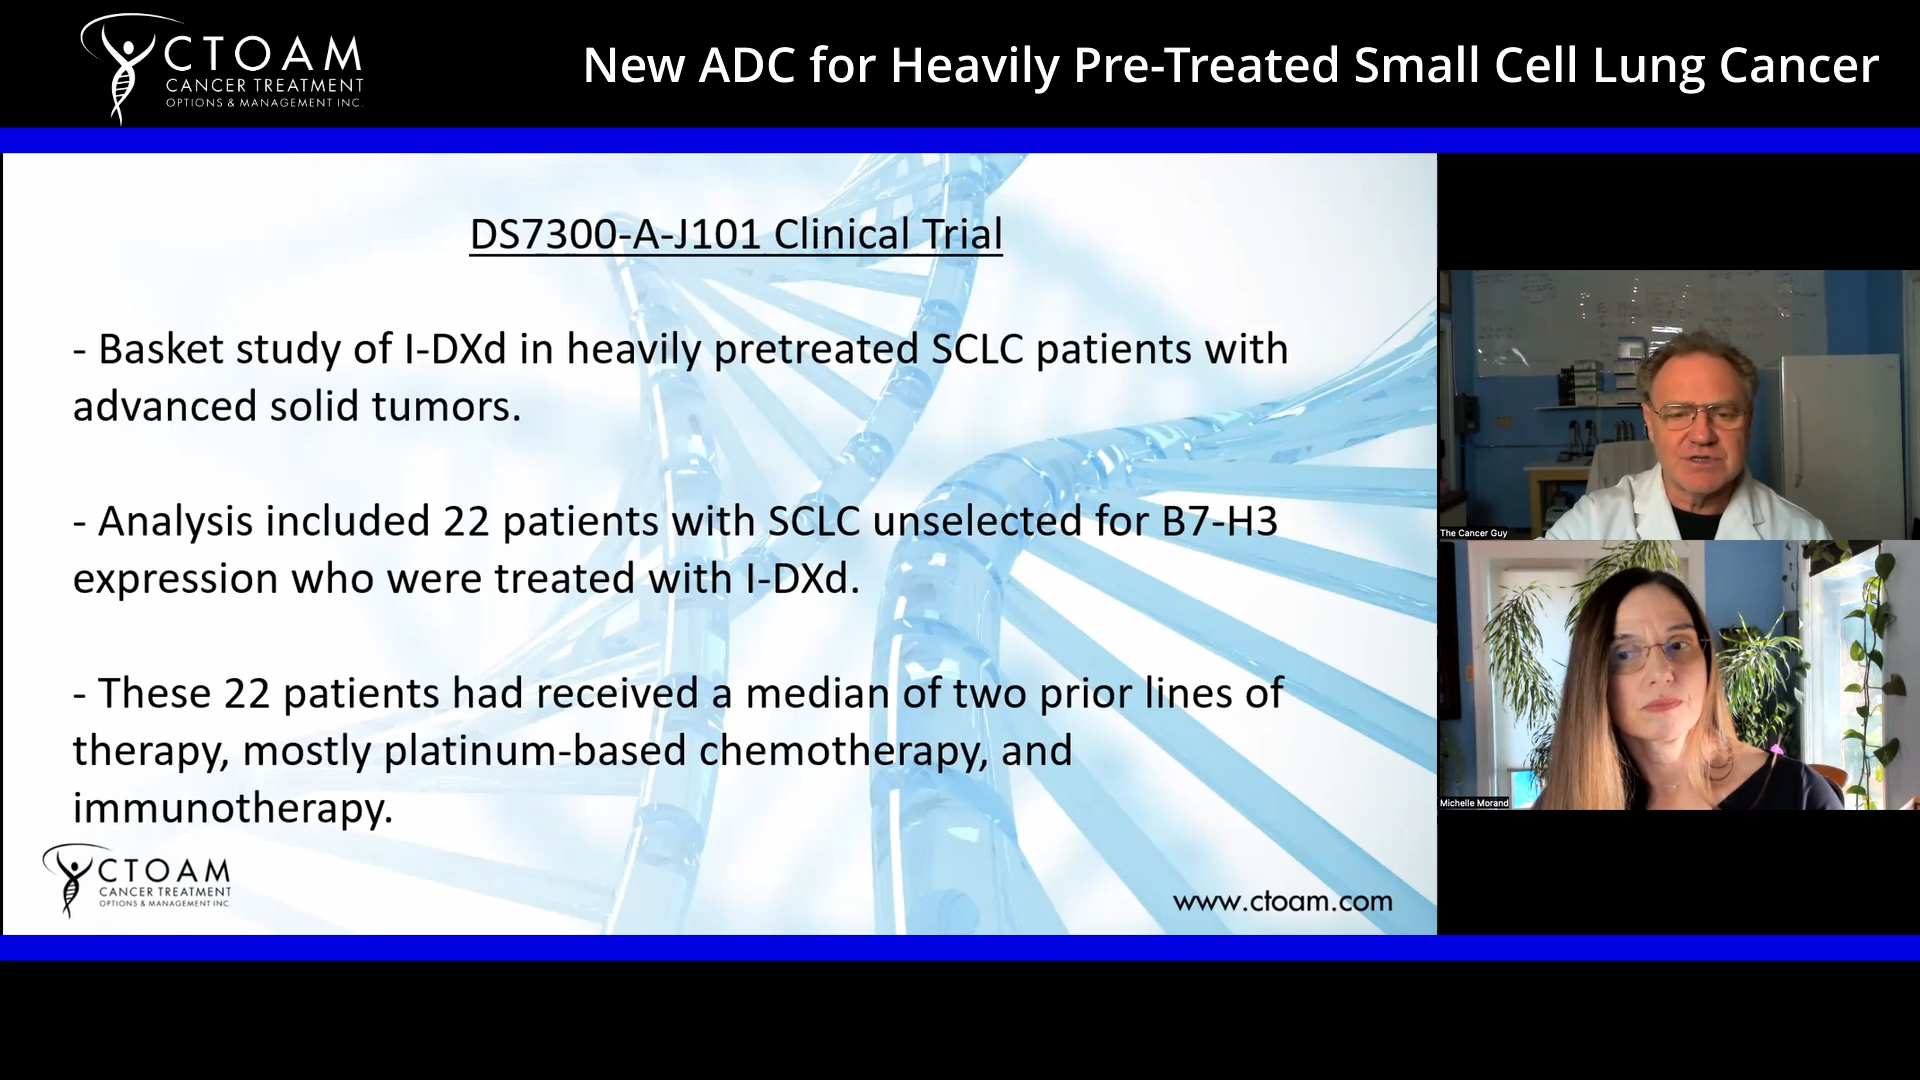 CTOAM
CANCER TREATMENT
OPTIONS & MANAGEMENT INC.
New ADC for Heavily Pre-Treated Small Cell Lung Cancer
DS7300-A-J101 Clinical Trial
- Basket study of I-DXd in heavily pretreated SCLC patients with
advanced solid tumors.
- Analysis included 22 patients with SCLC unselected for B7-H3
expression who were treated with I-DXd.
- These 22 patients had received a median of two prior lines of
therapy, mostly platinum-based chemotherapy, and
immunotherapy.
CTOAM
CANCER TREATMENT
OPTIONS & MANAGEMENT INC.
www.ctoam.com
The Cancer Guy
Michelle Morand